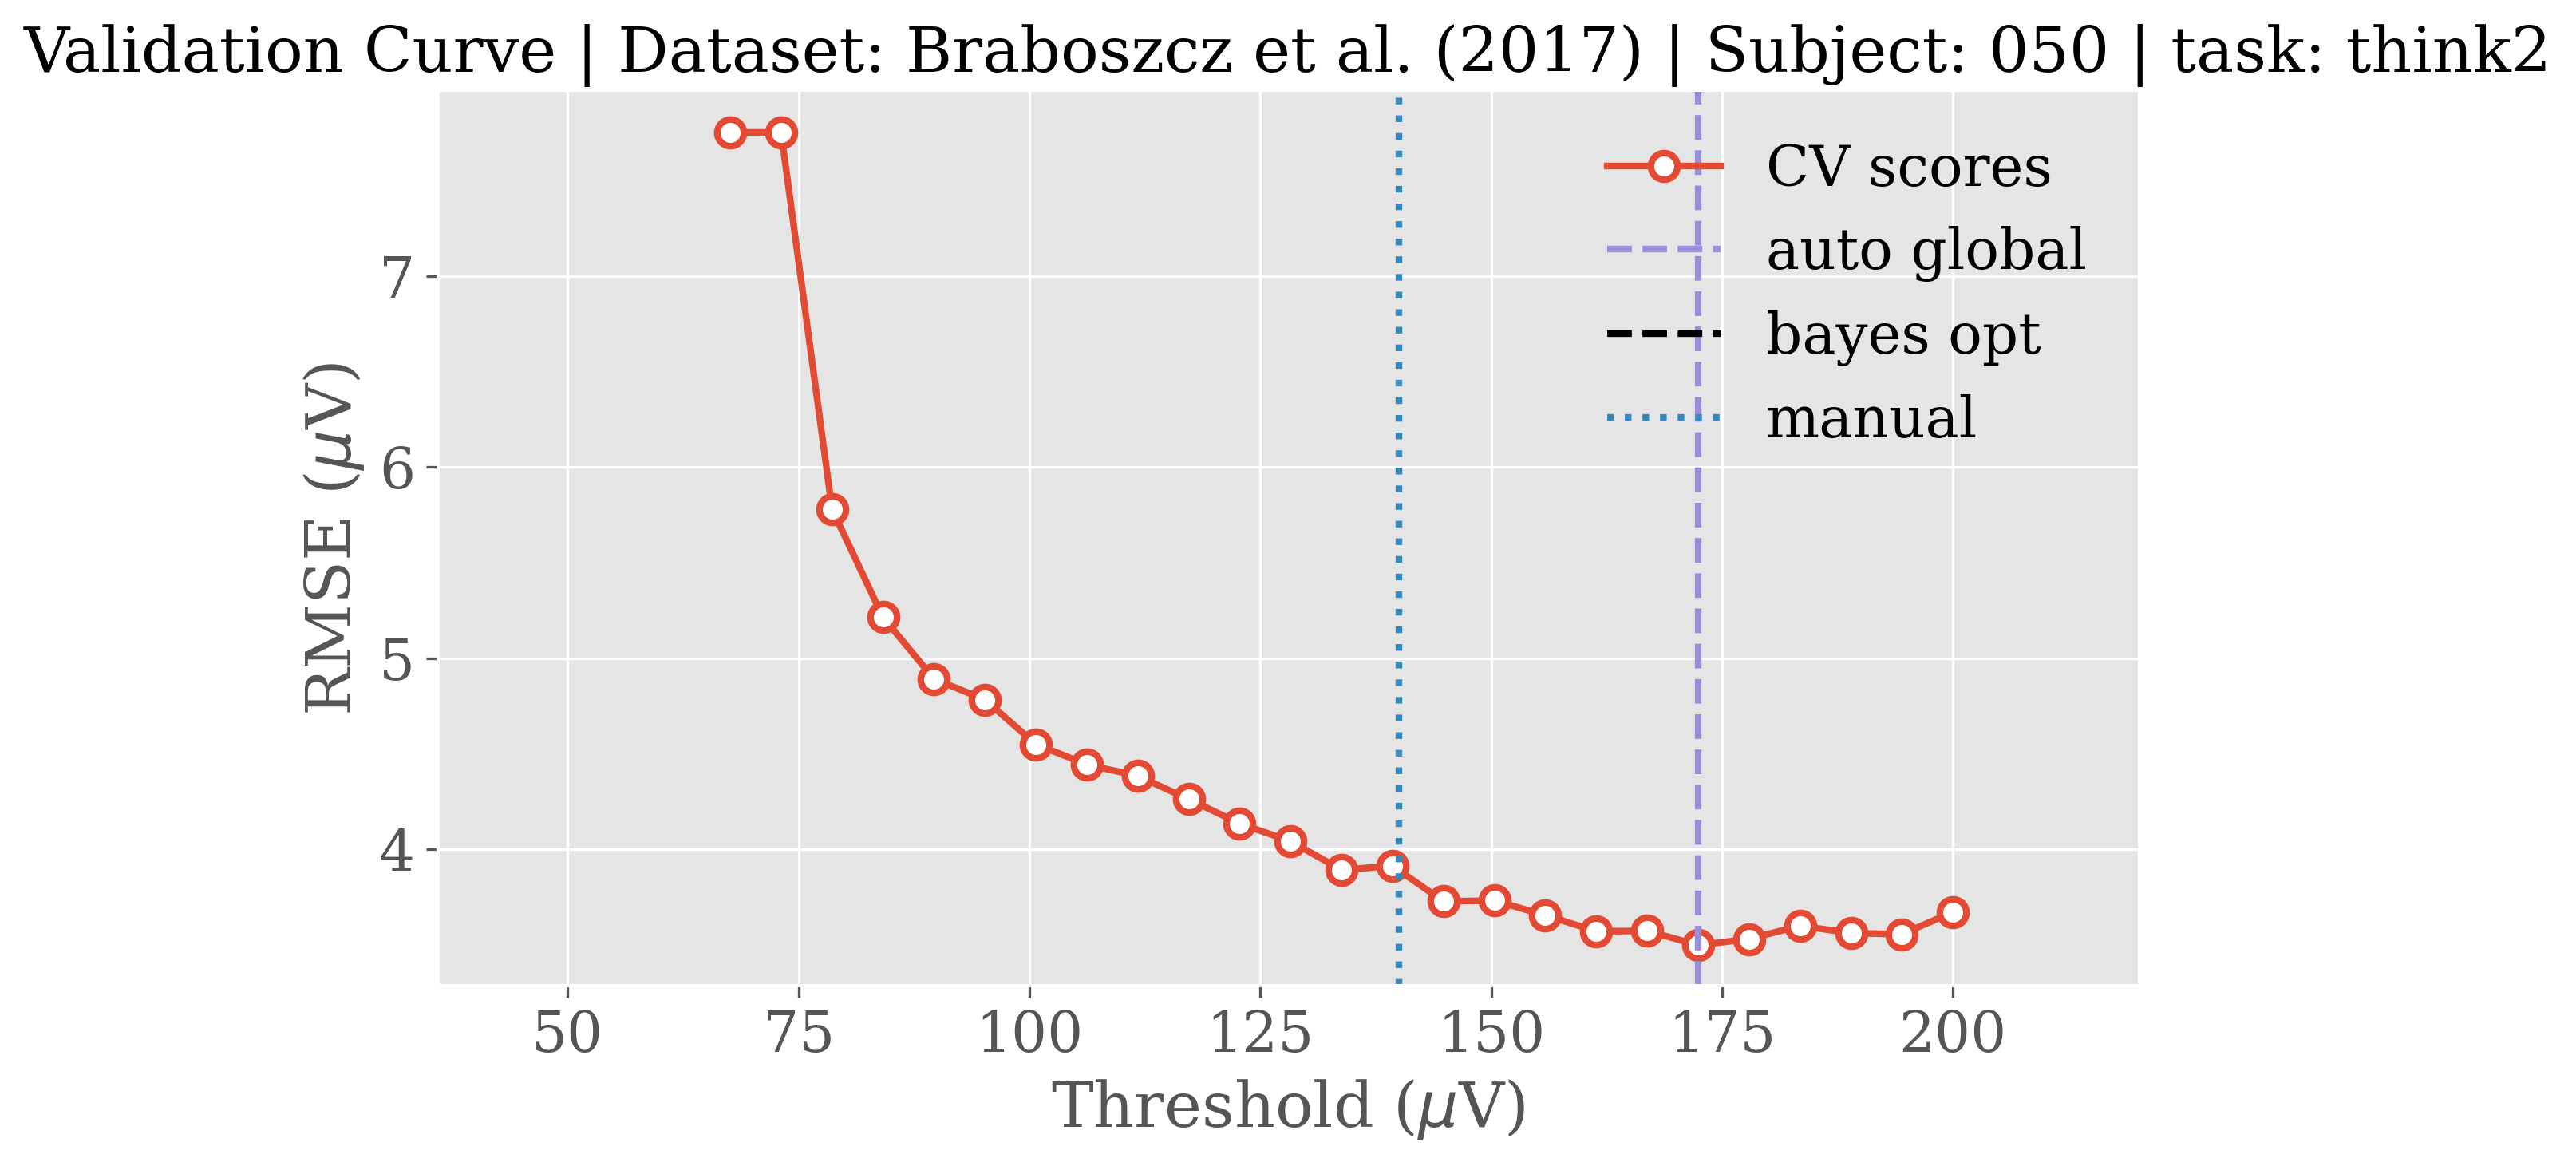 Validation Curve | Dataset: Braboszcz et al. (2017) | Subject: 050 | task: think2
CV scores
auto global
bayes opt
manual
RMSE (μV)
7
6
5
4
50 75 100 125 150 175 200
Threshold (μV)